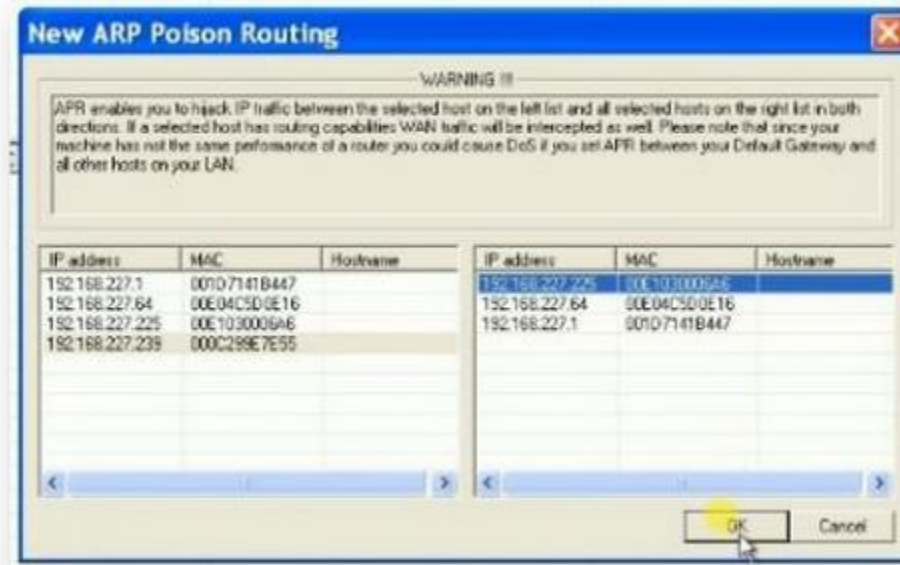 New ARP Poison Routing
WARNING !!!
APR enables you to hijack IP traffic between the selected host on the left list and all selected hosts on the right list in both
directions. If a selected host has routing capabilities WAN traffic will be intercepted as well. Please note that since your
machine has not the same performance of a router you could cause DoS if you set APR between your Default Gateway and
all other hosts on your LAN.
IP address MAC Hostname
192.168.227.1 001D7141B447
192.168.227.64 00E04C5D0E16
192.168.227.225 00E1030006A6
192.168.227.239 000C299E7E55
IP address MAC Hostname
192.168.227.225 00E1030006A6
192.168.227.64 00E04C5D0E16
192.168.227.1 001D7141B447
OK Cancel